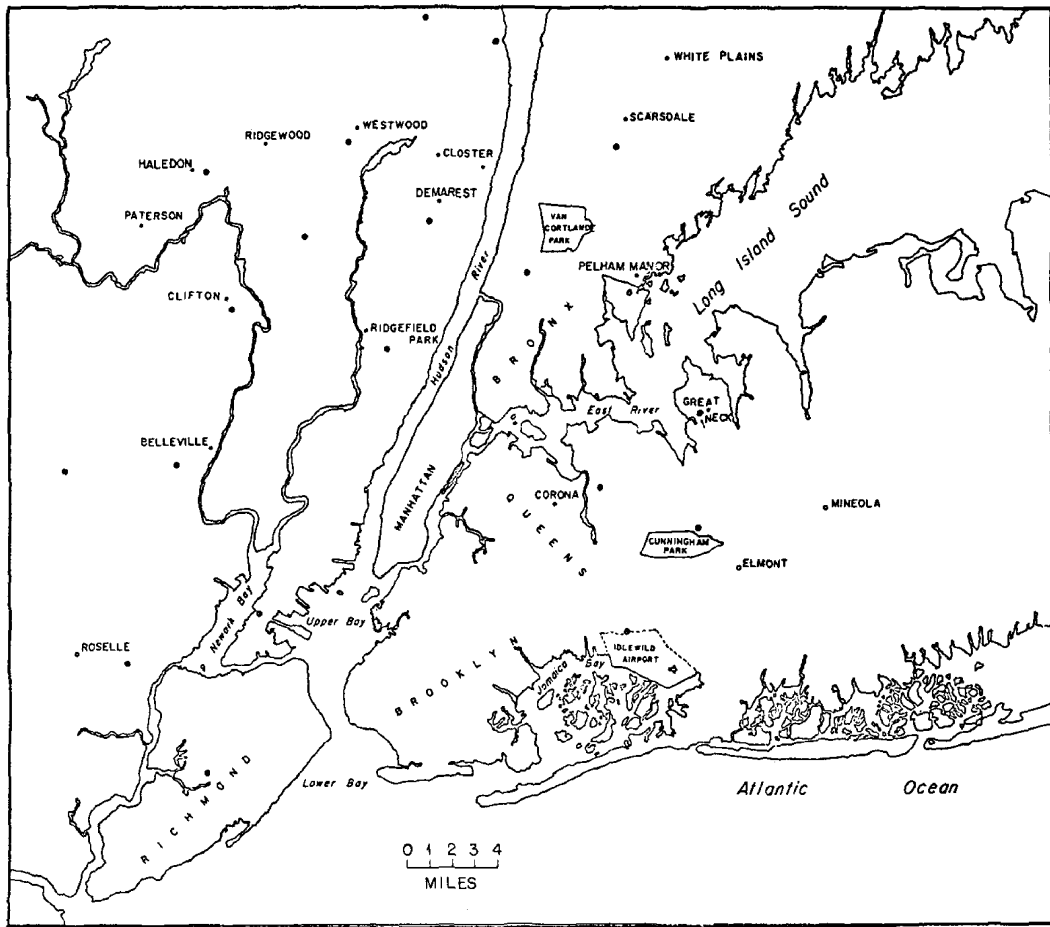 WHITE PLAINS
SCARSDALE
WESTWOOD
RIDGEWOOD
CLOSTER
HALEDON
DEMAREST
PATERSON
VAN
CORTLANDT
PARK
Long Island Sound
PELHAM MANOR
Hudson River
CLIFTON
RIDGEFIELD
PARK
BRONX
East River
GREAT
NECK
BELLEVILLE
MANHATTAN
CORONA
QUEENS
MINEOLA
CUNNINGHAM
PARK
ELMONT
Newark Bay
Upper Bay
ROSELLE
IDLEWILD
AIRPORT
Jamaica Bay
BROOKLYN
RICHMOND
Lower Bay
Atlantic Ocean
0 1 2 3 4
MILES